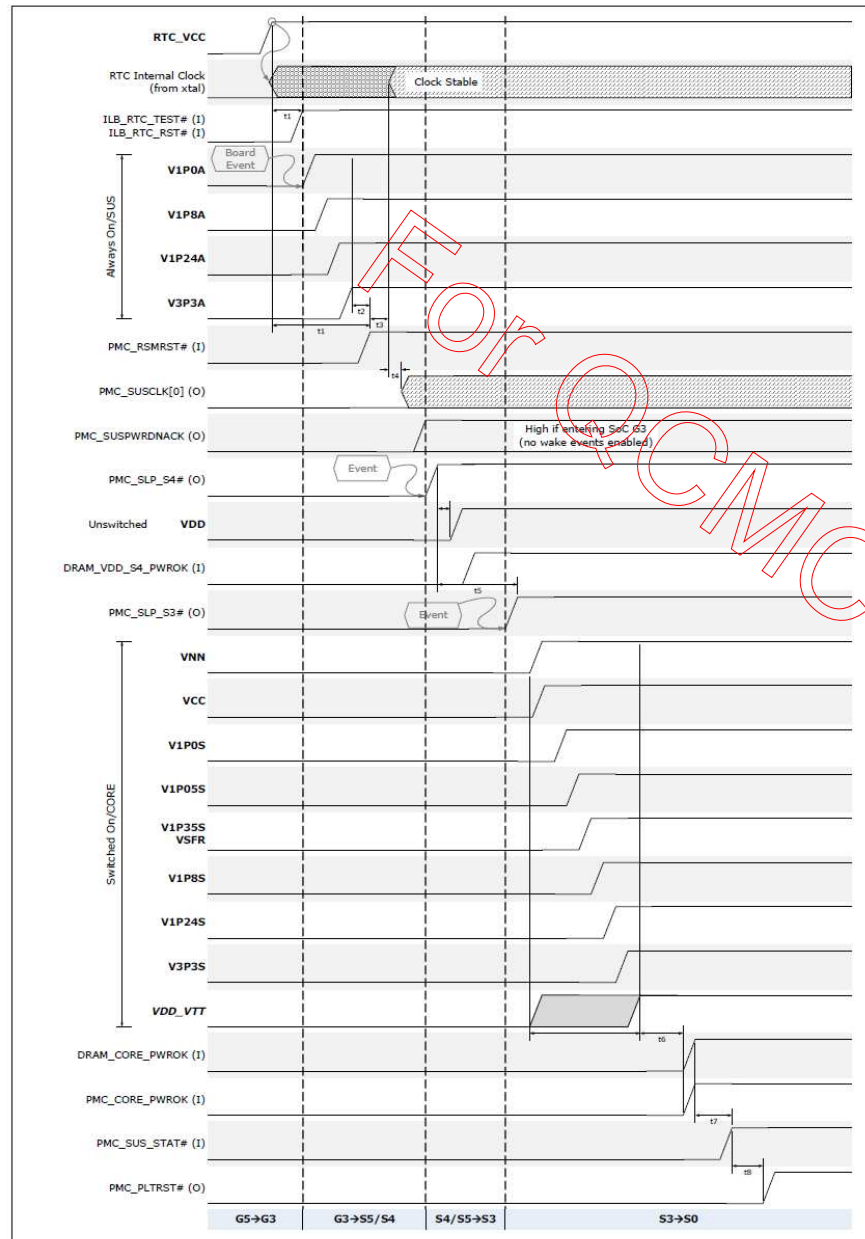 RTC_VCC
RTC Internal Clock
(from xtal)
Clock Stable
t1
ILB_RTC_TEST# (I)
ILB_RTC_RST# (I)
Board
Event
V1P0A
V1P8A
Always On/SUS
V1P24A
V3P3A
t2
t1
t3
PMC_RSMRST# (I)
t4
PMC_SUSCLK[0] (O)
PMC_SUSPWRDNACK (O)
High if entering SoC G3
(no wake events enabled)
Event
PMC_SLP_S4# (O)
Unswitched VDD
DRAM_VDD_S4_PWROK (I)
t5
PMC_SLP_S3# (O)
Event
VNN
VCC
V1P0S
V1P05S
V1P35S
VSFR
Switched On/CORE
V1P8S
V1P24S
V3P3S
VDD_VTT
t6
DRAM_CORE_PWROK (I)
PMC_CORE_PWROK (I)
t7
PMC_SUS_STAT# (I)
t8
PMC_PLTRST# (O)
G5→G3 G3→S5/S4 S4/S5→S3 S3→S0
For QCMC